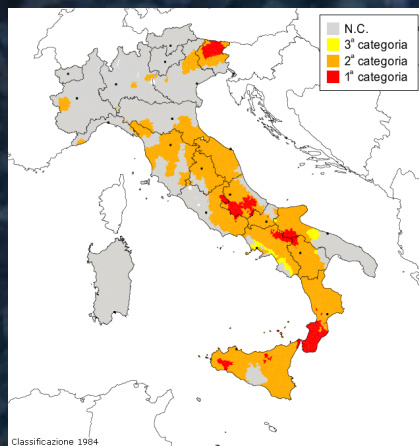 N.C.
3ª categoria
2ª categoria
1ª categoria
Classificazione 1984